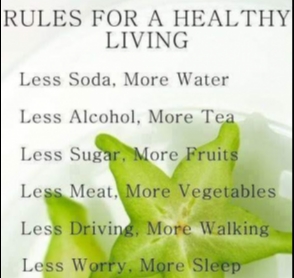 RULES FOR A HEALTHY
LIVING
Less Soda, More Water
Less Alcohol, More Tea
Less Sugar, More Fruits
Less Meat, More Vegetables
Less Driving, More Walking
Less Worry, More Sleep